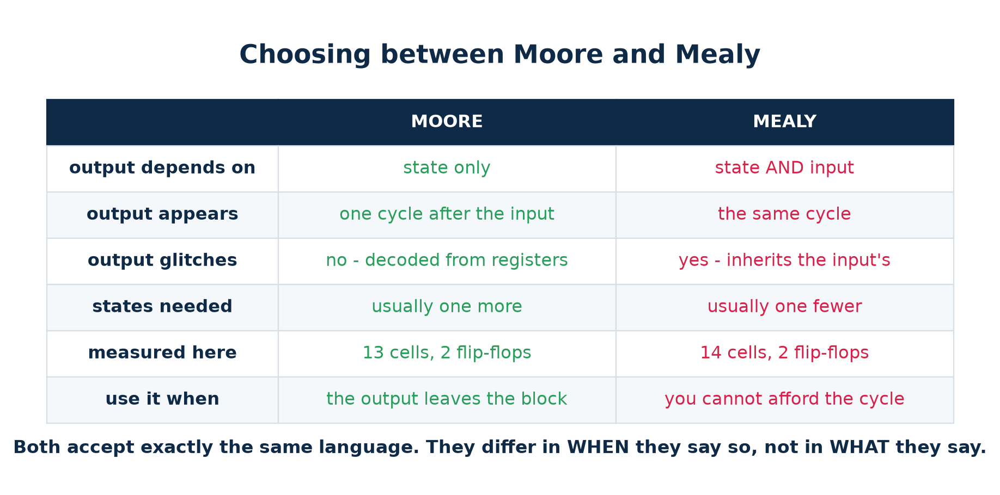 Choosing between Moore and Mealy
MOORE MEALY
output depends on state only state AND input
output appears one cycle after the input the same cycle
output glitches no - decoded from registers yes - inherits the input's
states needed usually one more usually one fewer
measured here 13 cells, 2 flip-flops 14 cells, 2 flip-flops
use it when the output leaves the block you cannot afford the cycle
Both accept exactly the same language. They differ in WHEN they say so, not in WHAT they say.